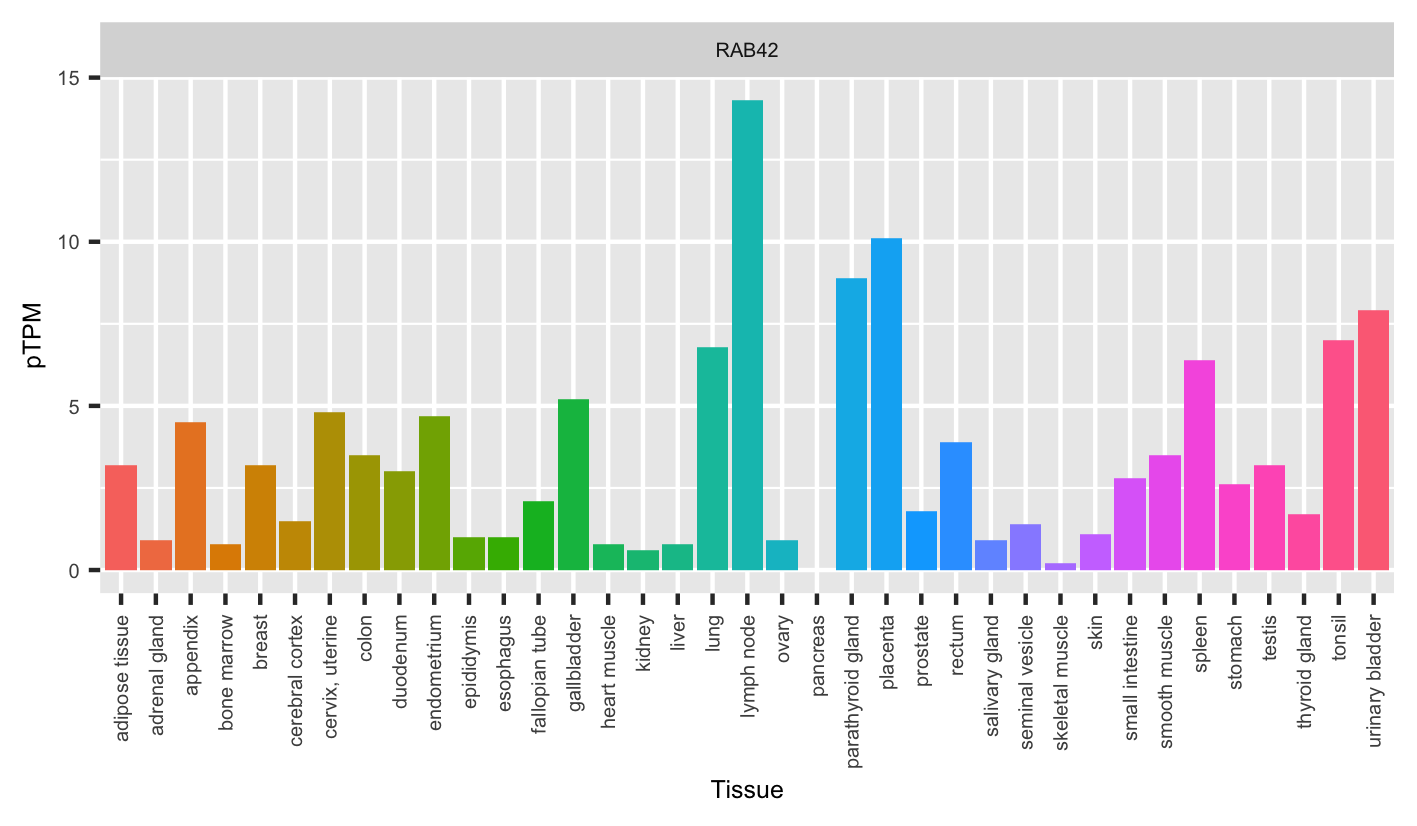 RAB42
15
10
5
0
pTPM
adipose tissue
adrenal gland
appendix
bone marrow
breast
cerebral cortex
cervix, uterine
colon
duodenum
endometrium
epididymis
esophagus
fallopian tube
gallbladder
heart muscle
kidney
liver
lung
lymph node
ovary
pancreas
parathyroid gland
placenta
prostate
rectum
salivary gland
seminal vesicle
skeletal muscle
skin
small intestine
smooth muscle
spleen
stomach
testis
thyroid gland
tonsil
urinary bladder
Tissue